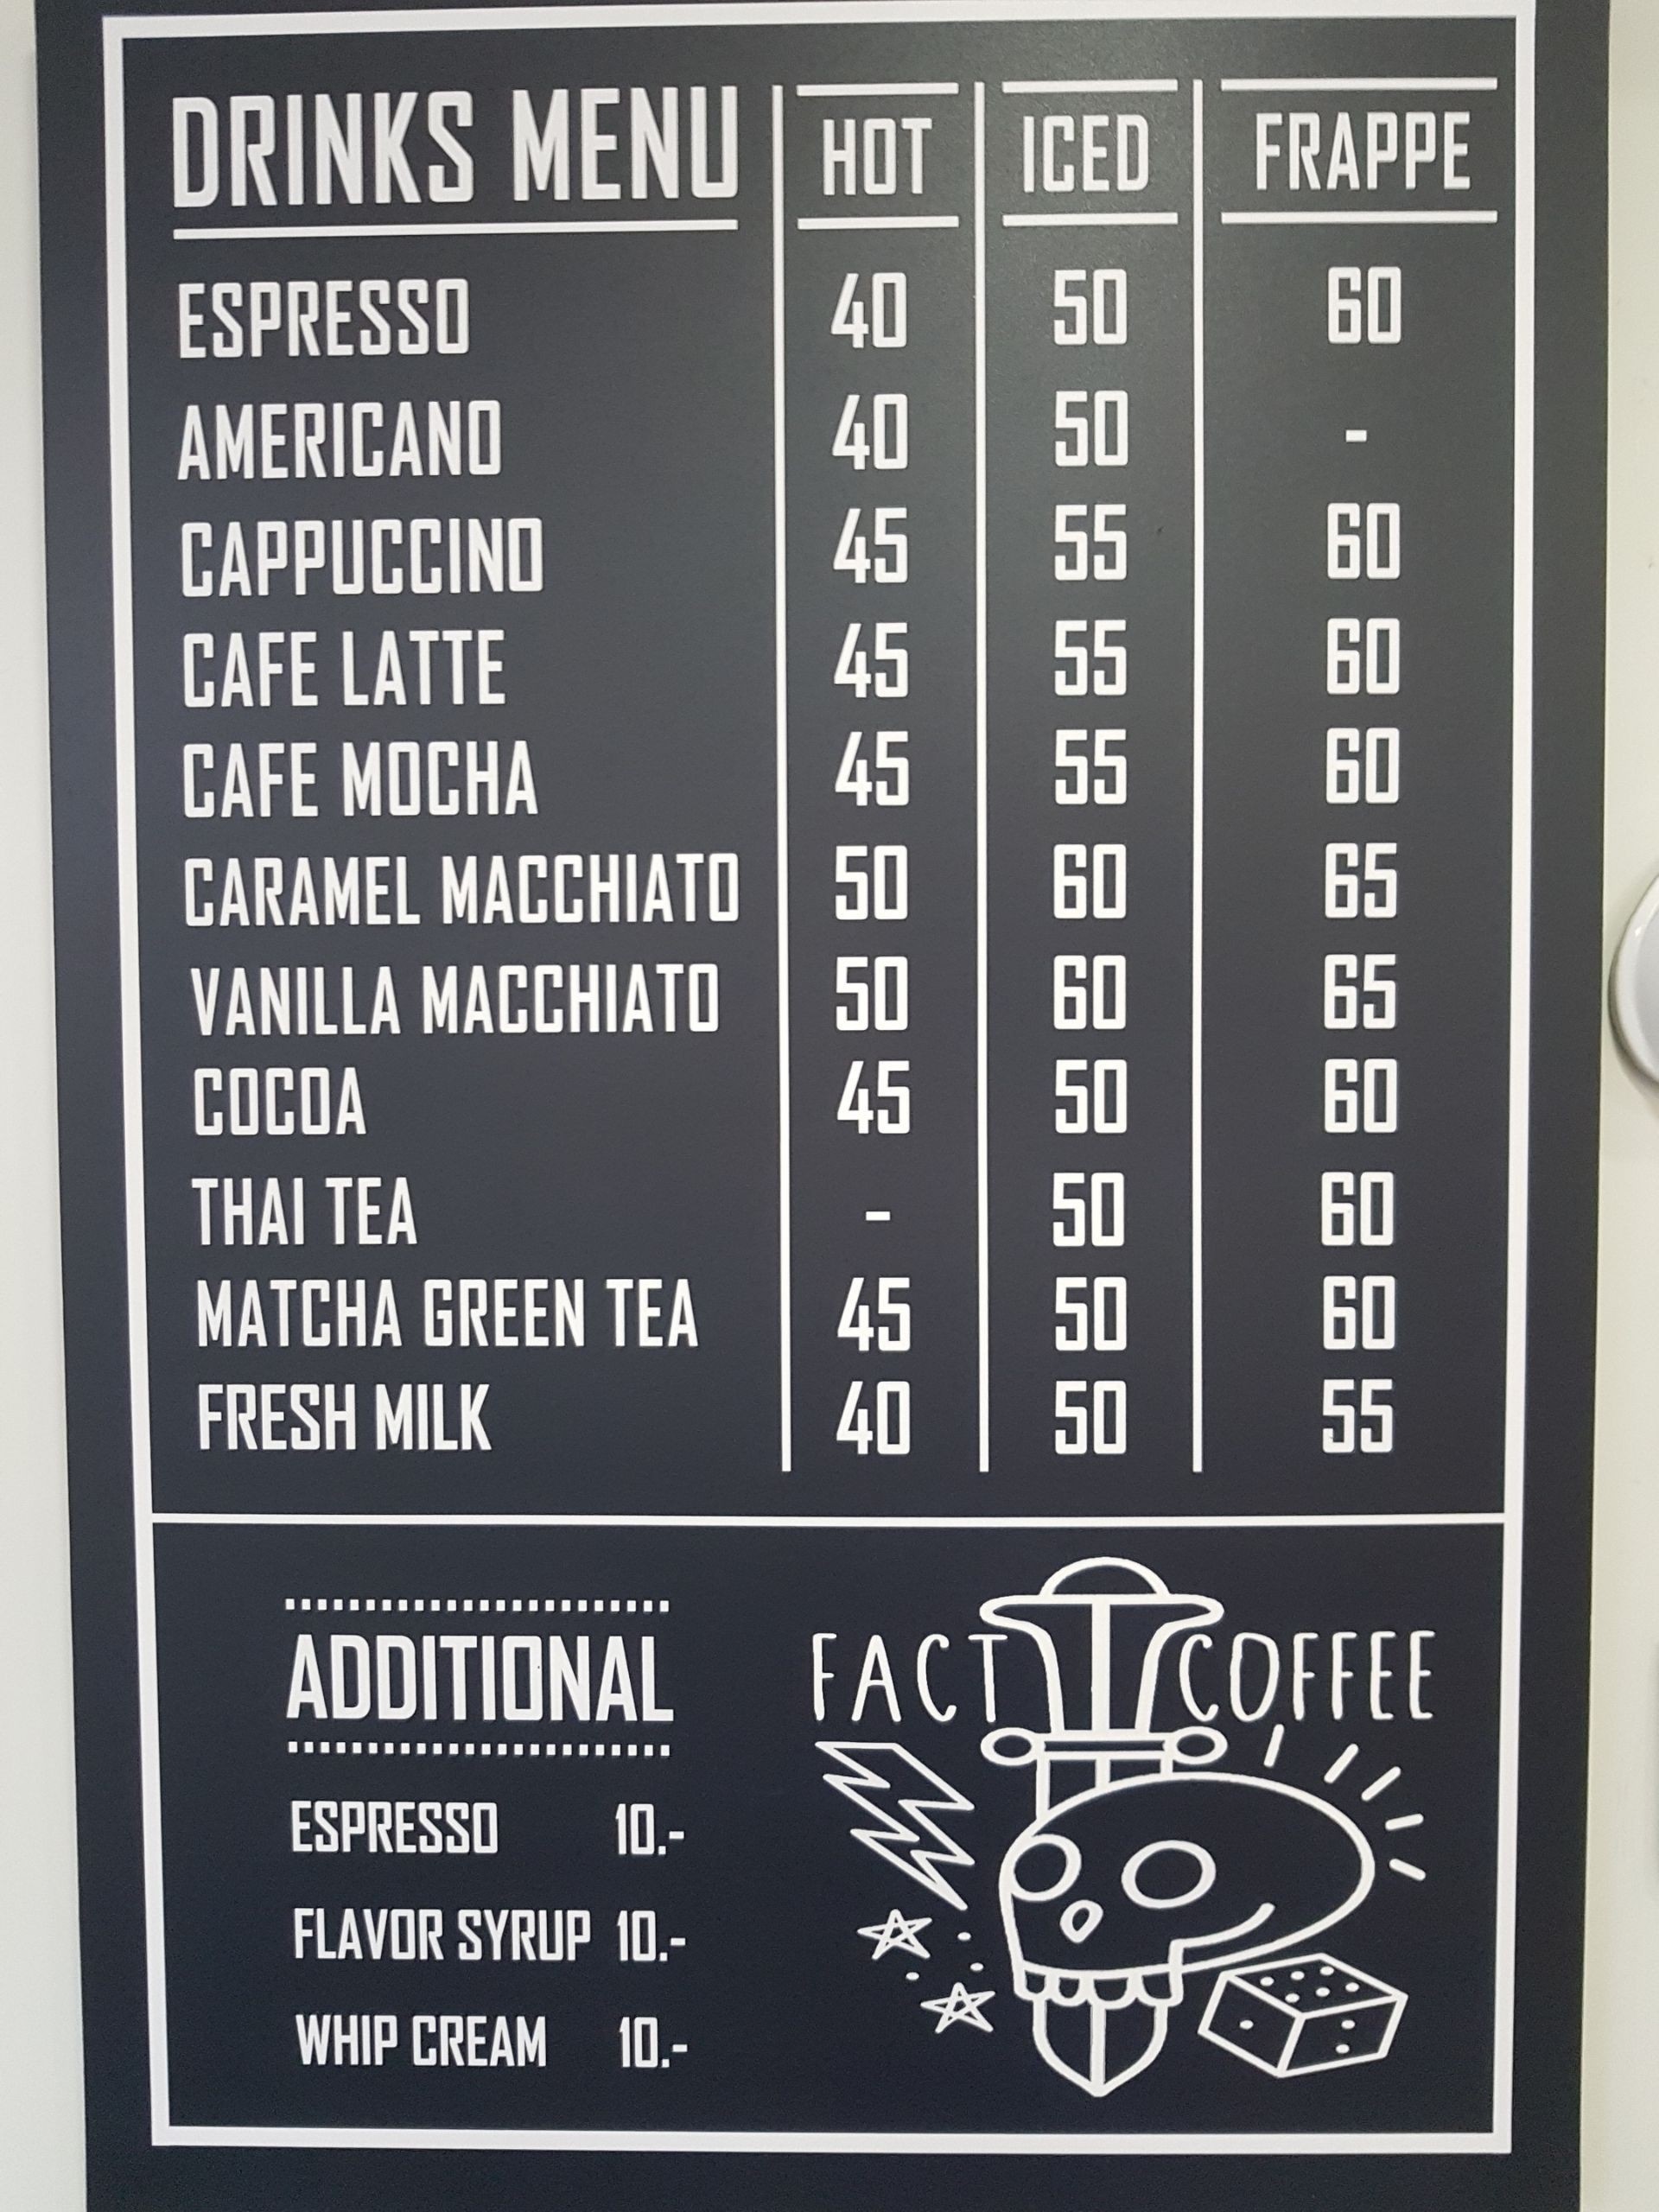 DRINKS MENU HOT ICED FRAPPE
ESPRESSO 40 50 60
AMERICANO 40 50 -
CAPPUCCINO 45 55 60
CAFE LATTE 45 55 60
CAFE MOCHA 45 55 60
CARAMEL MACCHIATO 50 60 65
VANILLA MACCHIATO 50 60 65
COCOA 45 50 60
THAI TEA - 50 60
MATCHA GREEN TEA 45 50 60
FRESH MILK 40 50 55
ADDITIONAL
ESPRESSO 10.-
FLAVOR SYRUP 10.-
WHIP CREAM 10.-
FACT COFFEE